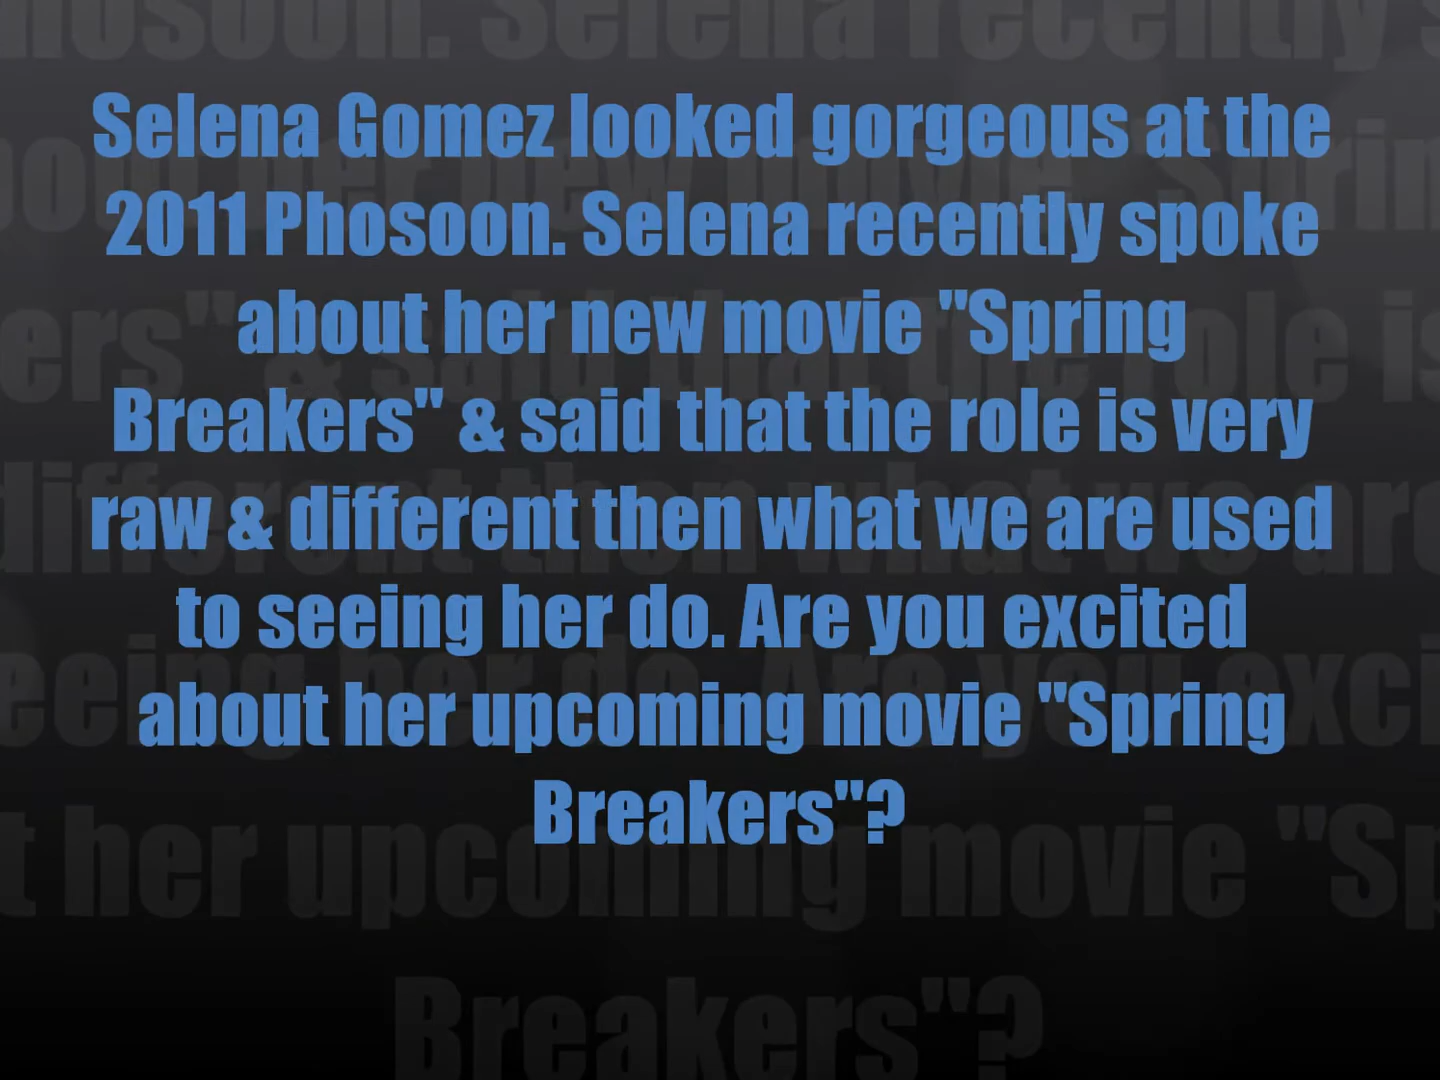 Selena Gomez looked gorgeous at the
2011 Phosoon. Selena recently spoke
about her new movie "Spring
Breakers" & said that the role is very
raw & different then what we are used
to seeing her do. Are you excited
about her upcoming movie "Spring
Breakers"?